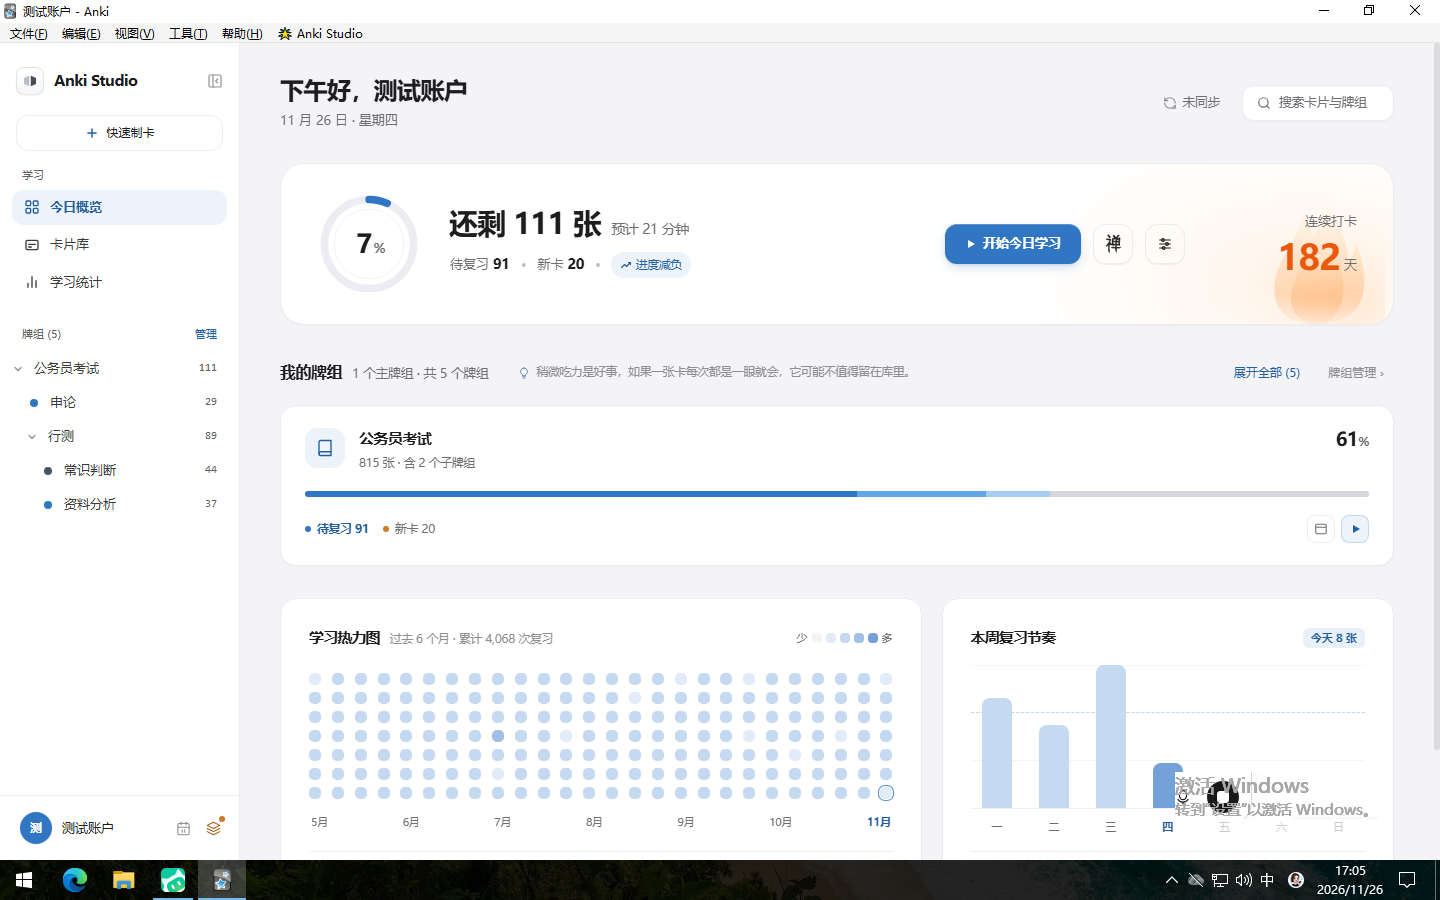 测试账户 - Anki
文件(F) 编辑(E) 视图(V) 工具(T) 帮助(H) Anki Studio
Anki Studio
+ 快速制卡
学习
今日概览
卡片库
学习统计
牌组 (5) 管理
公务员考试 111
申论 29
行测 89
常识判断 44
资料分析 37
测 测试账户
下午好，测试账户
11 月 26 日 · 星期四
未同步
搜索卡片与牌组
7%
还剩 111 张 预计 21 分钟
待复习 91 • 新卡 20 • 进度减负
开始今日学习
禅
连续打卡
182 天
我的牌组 1 个主牌组 · 共 5 个牌组
稍微吃力是好事，如果一张卡每次都是一眼就会，它可能不值得留在库里。
展开全部 (5) 牌组管理 ›
公务员考试
815 张 · 含 2 个子牌组
61%
待复习 91 新卡 20
学习热力图 过去 6 个月 · 累计 4,068 次复习
少 多
5月 6月 7月 8月 9月 10月 11月
本周复习节奏 今天 8 张
一 二 三 四 五 六 日
激活 Windows
转到"设置"以激活 Windows。
中
17:05
2026/11/26